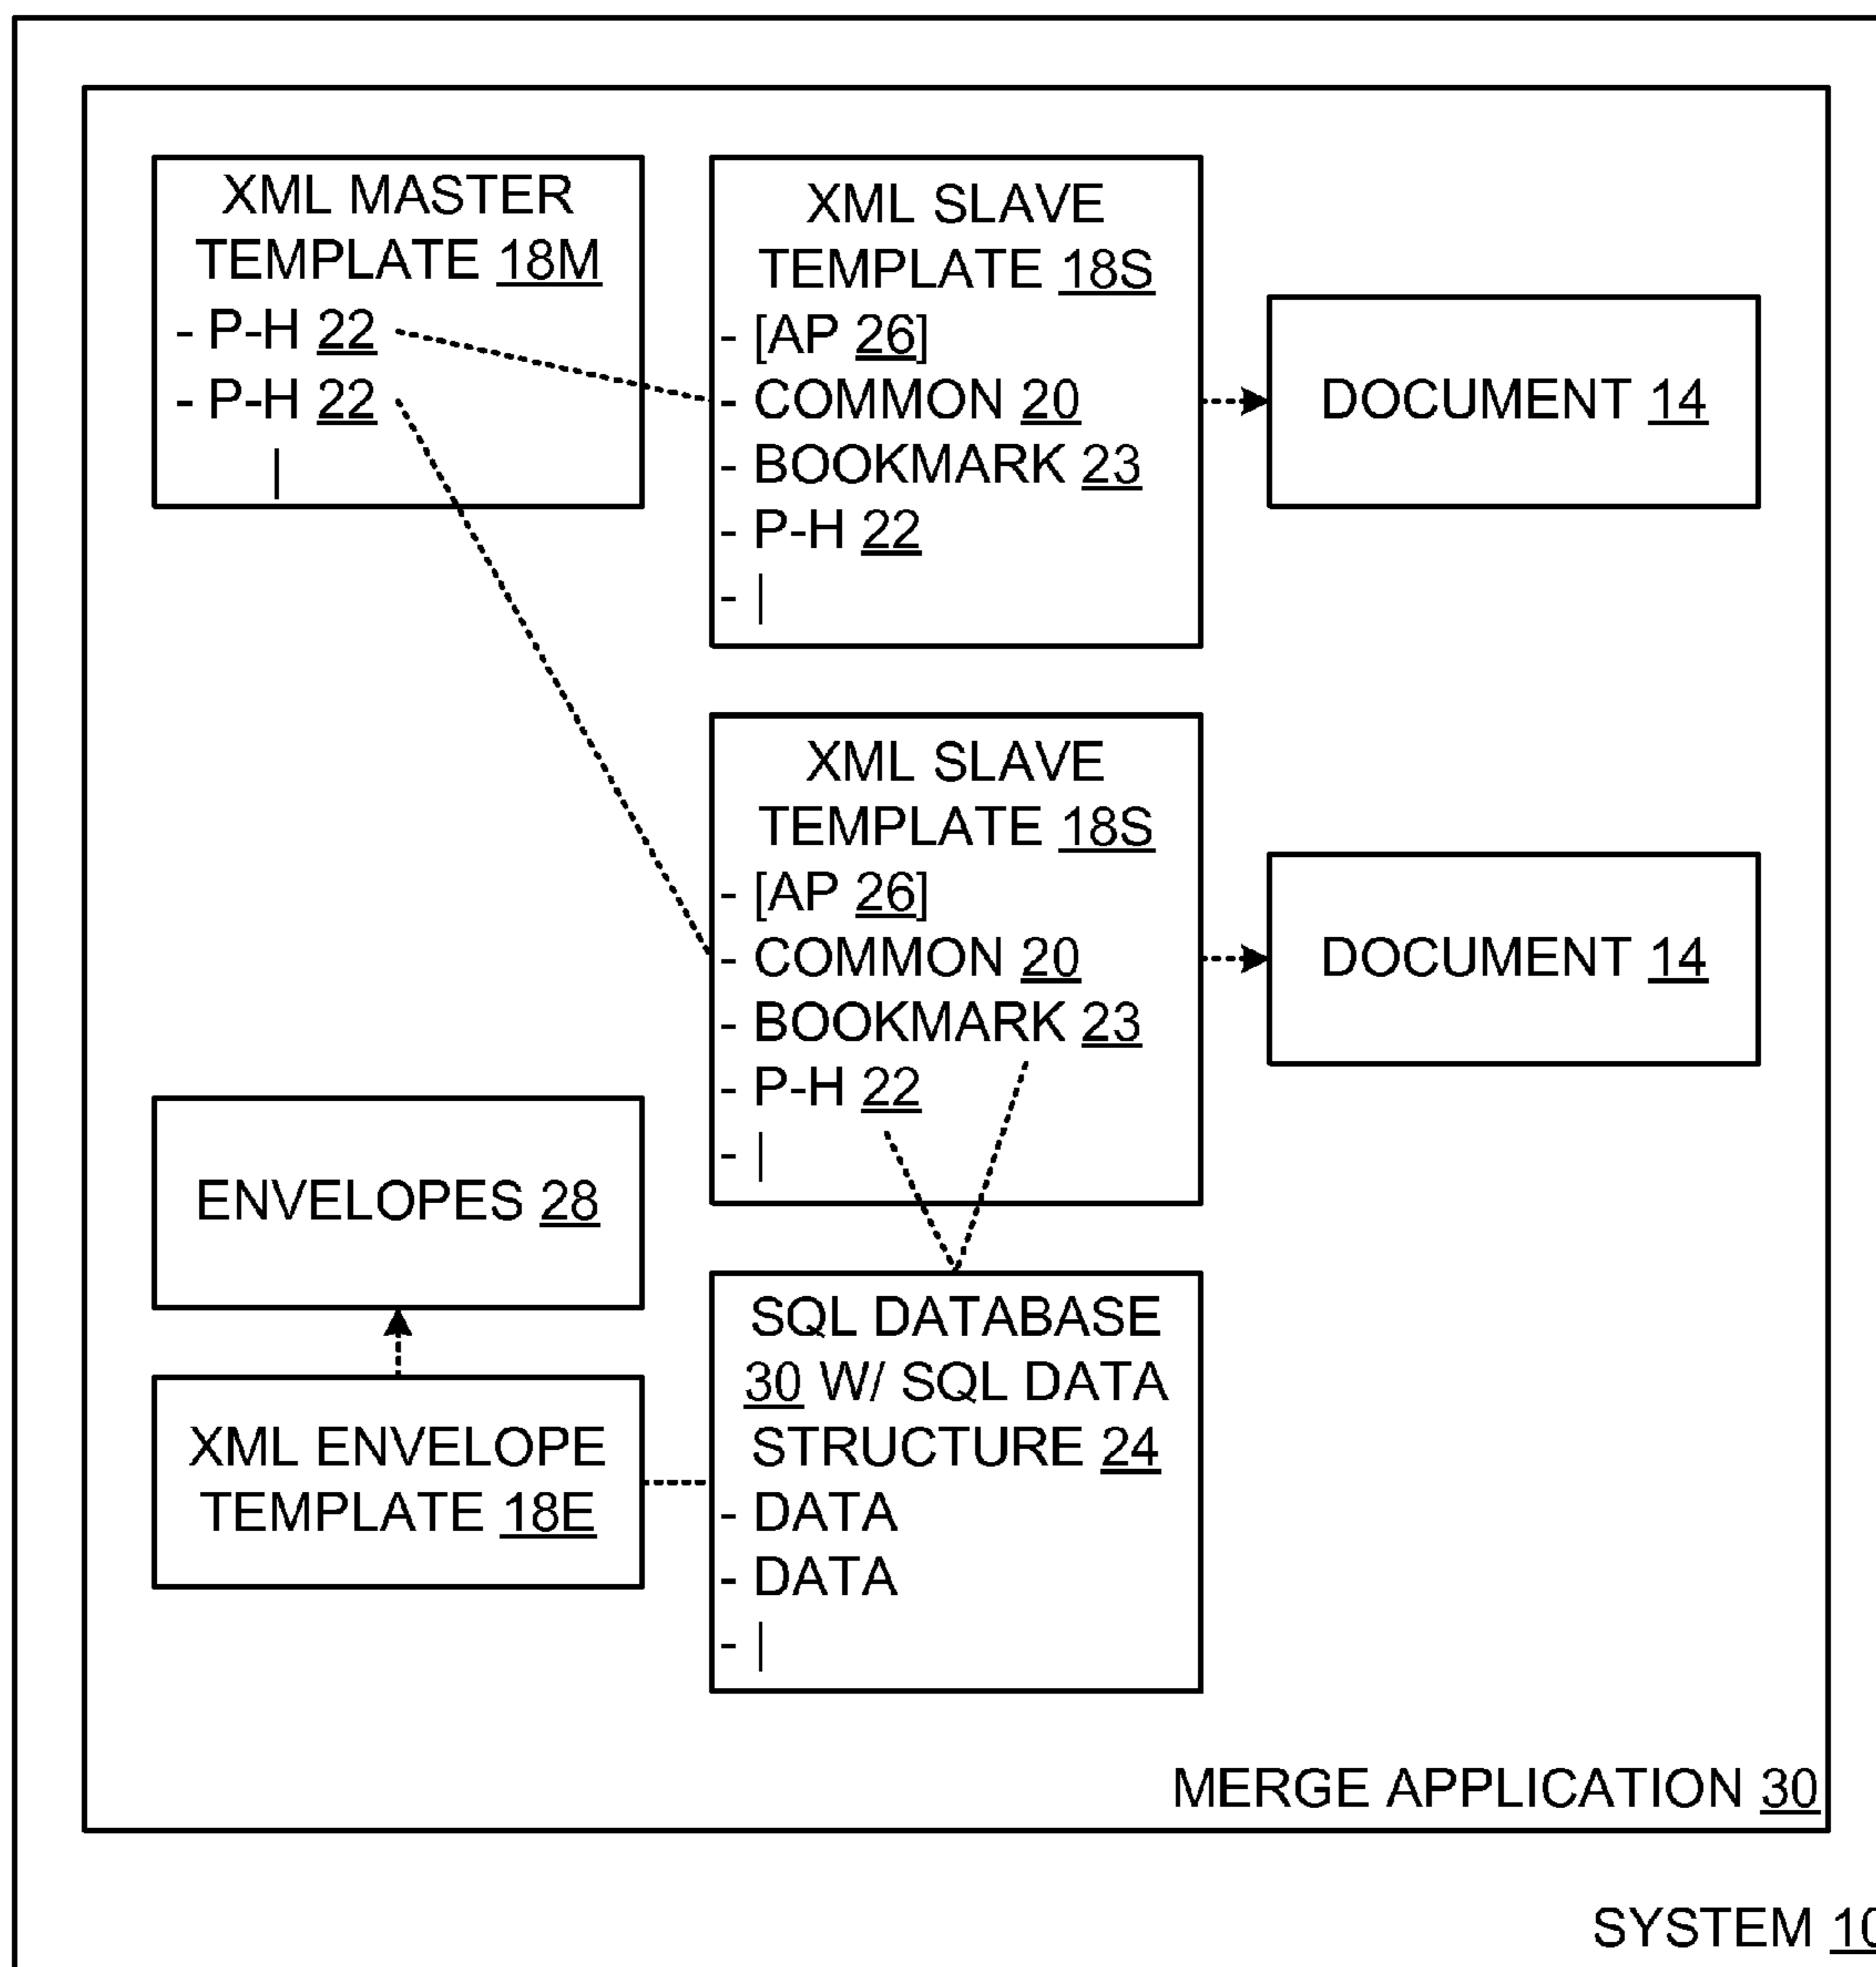 XML MASTER
TEMPLATE 18M
- P-H 22
- P-H 22
|
XML SLAVE
TEMPLATE 18S
- [AP 26]
- COMMON 20
- BOOKMARK 23
- P-H 22
- |
DOCUMENT 14
XML SLAVE
TEMPLATE 18S
- [AP 26]
- COMMON 20
- BOOKMARK 23
- P-H 22
- |
DOCUMENT 14
ENVELOPES 28
XML ENVELOPE
TEMPLATE 18E
SQL DATABASE
30 W/ SQL DATA
STRUCTURE 24
- DATA
- DATA
- |
MERGE APPLICATION 30
SYSTEM 10